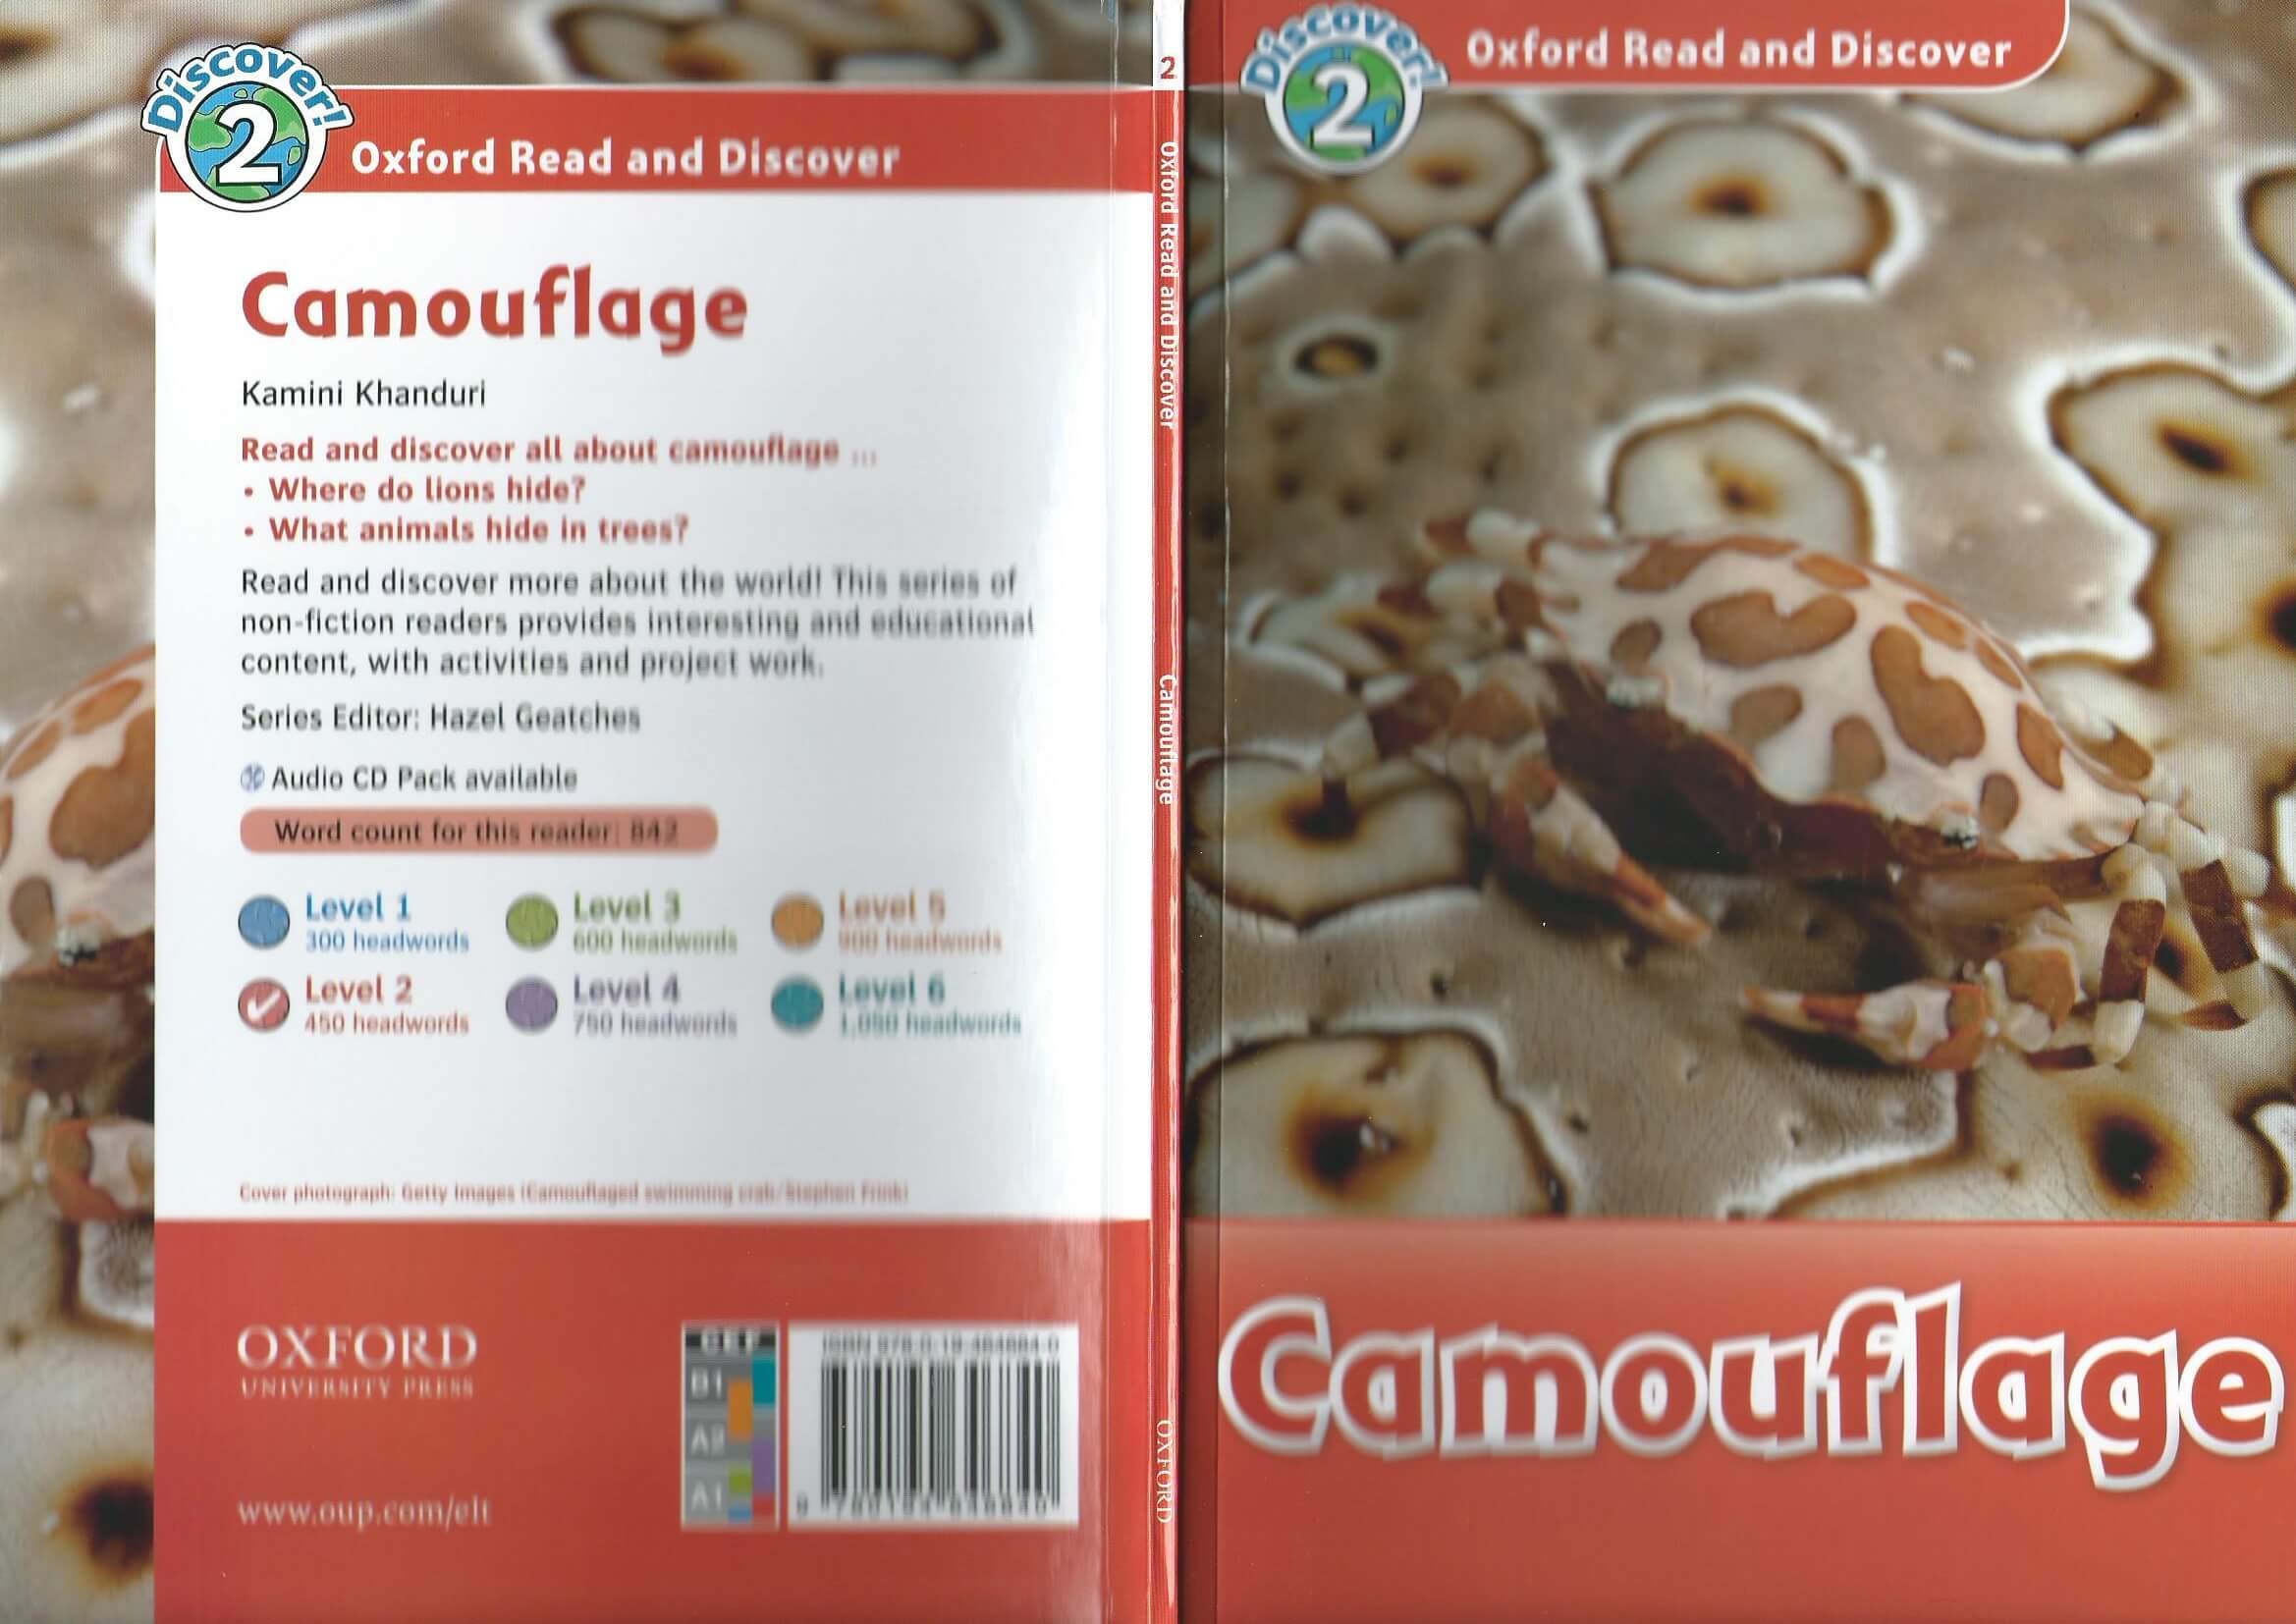 Discover!
2
Oxford Read and Discover
Camouflage
Kamini Khanduri
Read and discover all about camouflage ...
• Where do lions hide?
• What animals hide in trees?
Read and discover more about the world! This series of
non-fiction readers provides interesting and educational
content, with activities and project work.
Series Editor: Hazel Geatches
Audio CD Pack available
Word count for this reader: 842
Level 1
300 headwords
Level 2
450 headwords
Level 3
600 headwords
Level 4
750 headwords
Level 5
900 headwords
Level 6
1,050 headwords
Cover photograph: Getty Images (Camouflaged swimming crab/Stephen Frink)
OXFORD
UNIVERSITY PRESS
www.oup.com/elt
CEF
B1
A2
A1
ISBN
2
Oxford Read and Discover
Camouflage
OXFORD
Discover!
2
Oxford Read and Discover
Camouflage